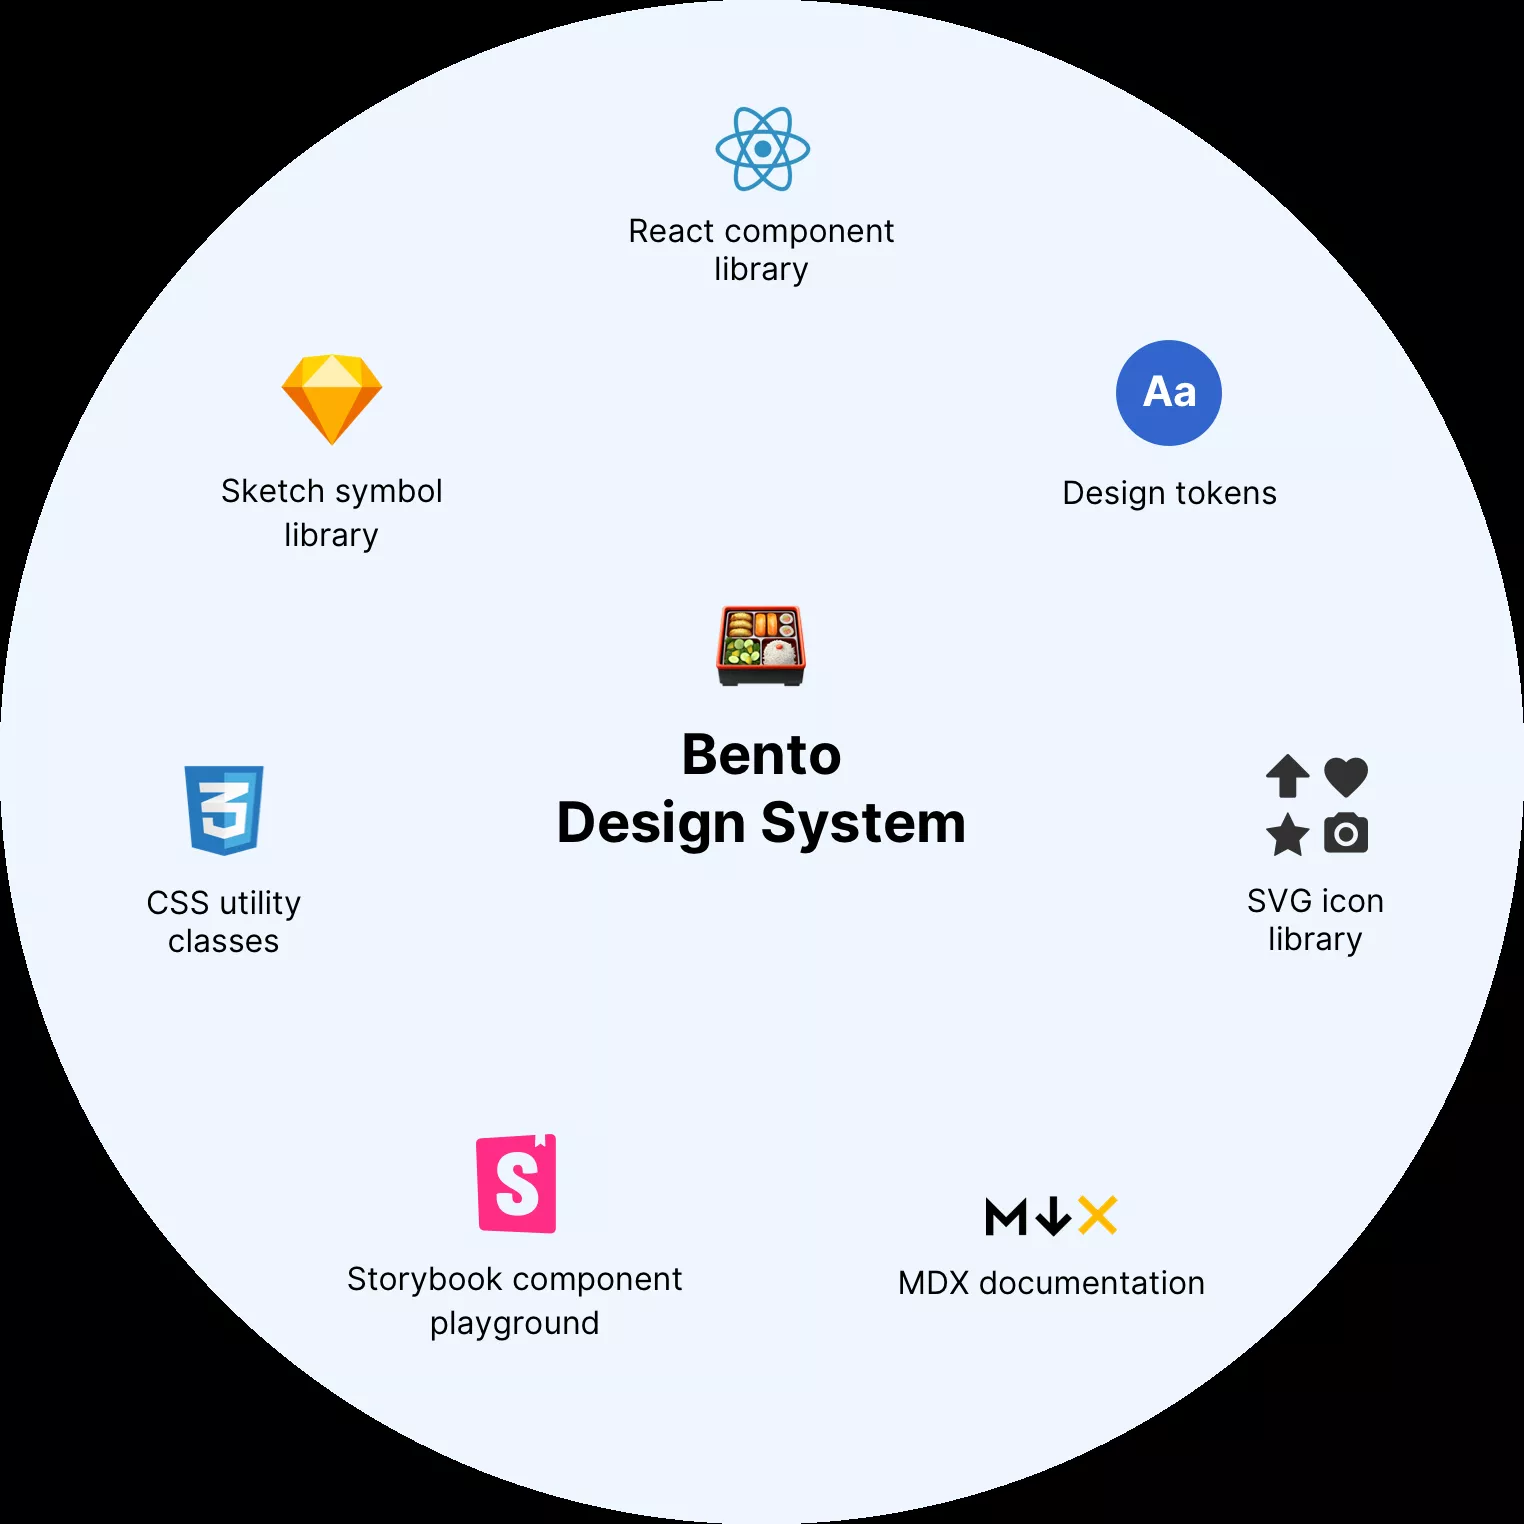 React component
library
Aa
Design tokens
Sketch symbol
library
Bento
Design System
3
CSS utility
classes
SVG icon
library
S
Storybook component
playground
M↓X
MDX documentation